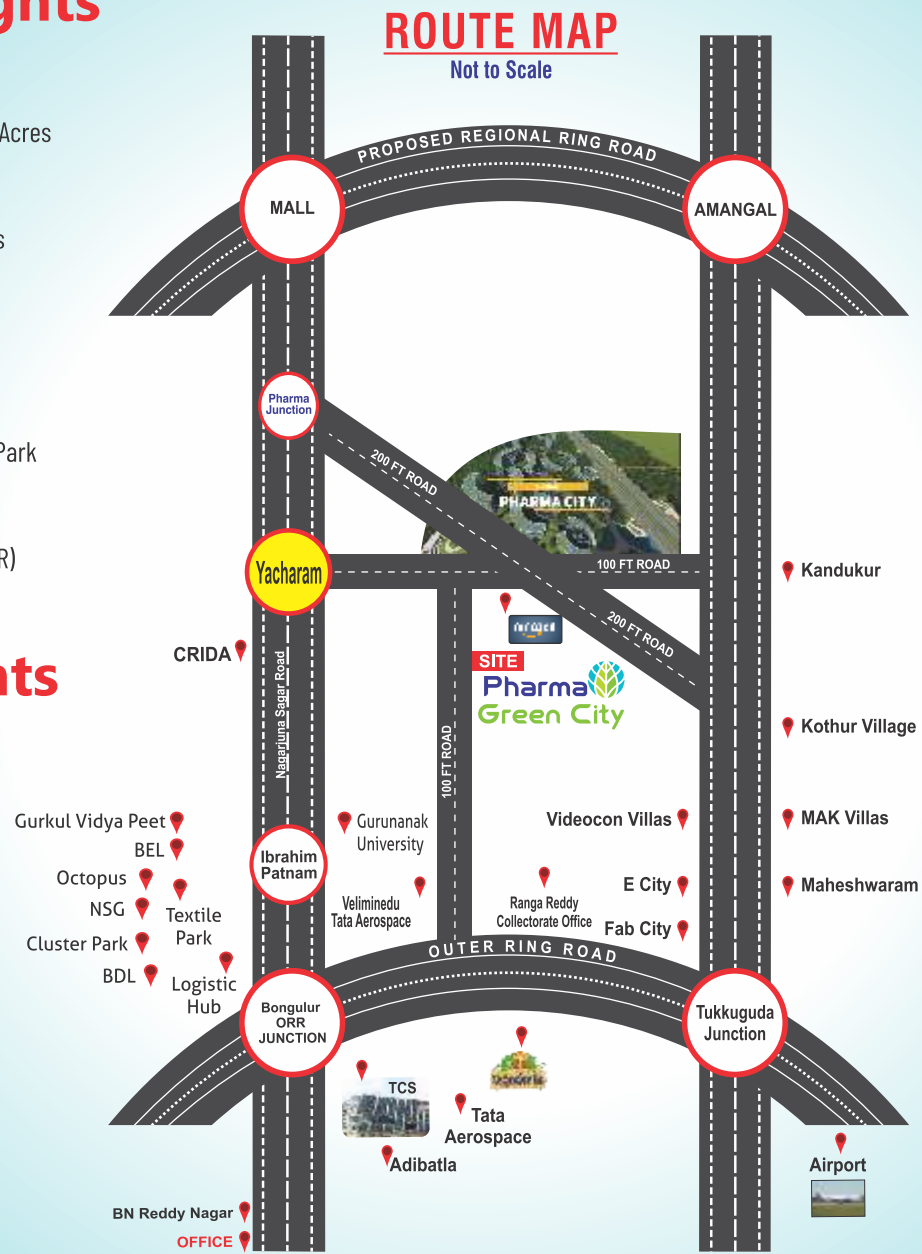 ghts
ROUTE MAP
Not to Scale
Acres
PROPOSED REGIONAL RING ROAD
MALL
AMANGAL
s
Pharma
Junction
Park
200 FT ROAD
PHARMA CITY
R)
Yacharam
100 FT ROAD
Kandukur
200 FT ROAD
CRIDA
SITE
nts
Pharma
Green City
Nagarjuna Sagar Road
Kothur Village
100 FT ROAD
Gurkul Vidya Peet
Gurunanak
University
Videocon Villas
MAK Villas
BEL
Ibrahim
Patnam
Octopus
Textile
Park
NSG
Velimınedu
Tata Aerospace
Ranga Reddy
Collectorate Office
E City
Maheshwaram
Fab City
Cluster Park
OUTER RING ROAD
BDL
Logistic
Hub
Bongulur
ORR
JUNCTION
Tukkuguda
Junction
TCS
Tata
Aerospace
Adibatla
Airport
BN Reddy Nagar
OFFICE